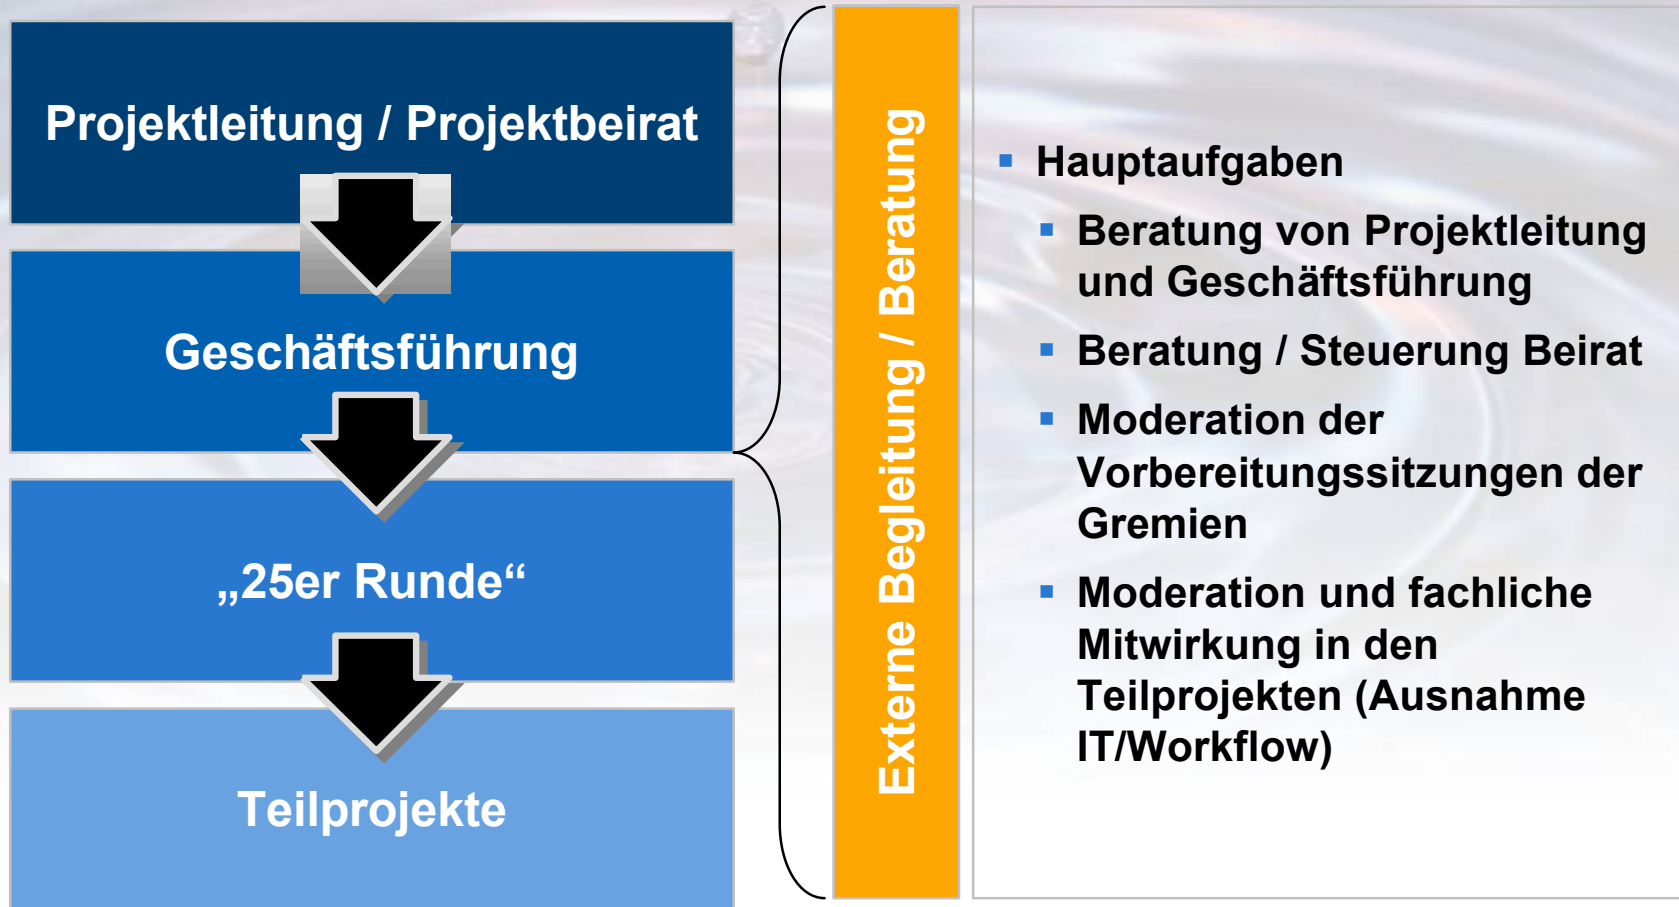 Projektleitung / Projektbeirat
Geschäftsführung
„25er Runde“
Teilprojekte
Externe Begleitung / Beratung
Hauptaufgaben
Beratung von Projektleitung
und Geschäftsführung
Beratung / Steuerung Beirat
Moderation der
Vorbereitungssitzungen der
Gremien
Moderation und fachliche
Mitwirkung in den
Teilprojekten (Ausnahme
IT/Workflow)